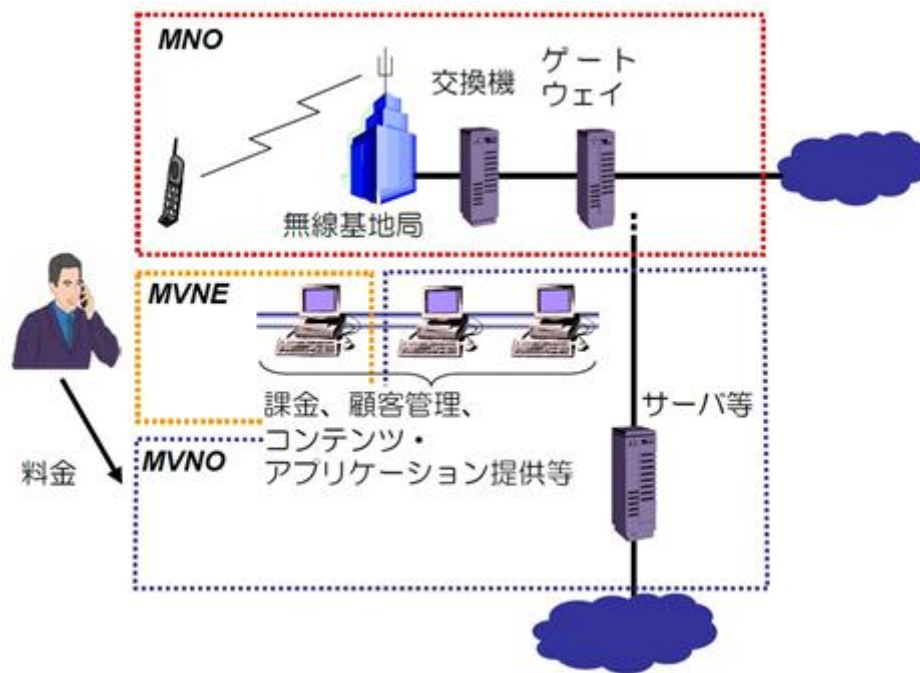 MNO
交換機
ゲート
ウェイ
無線基地局
MVNE
課金、顧客管理、
コンテンツ・
アプリケーション提供等
サーバ等
料金
MVNO